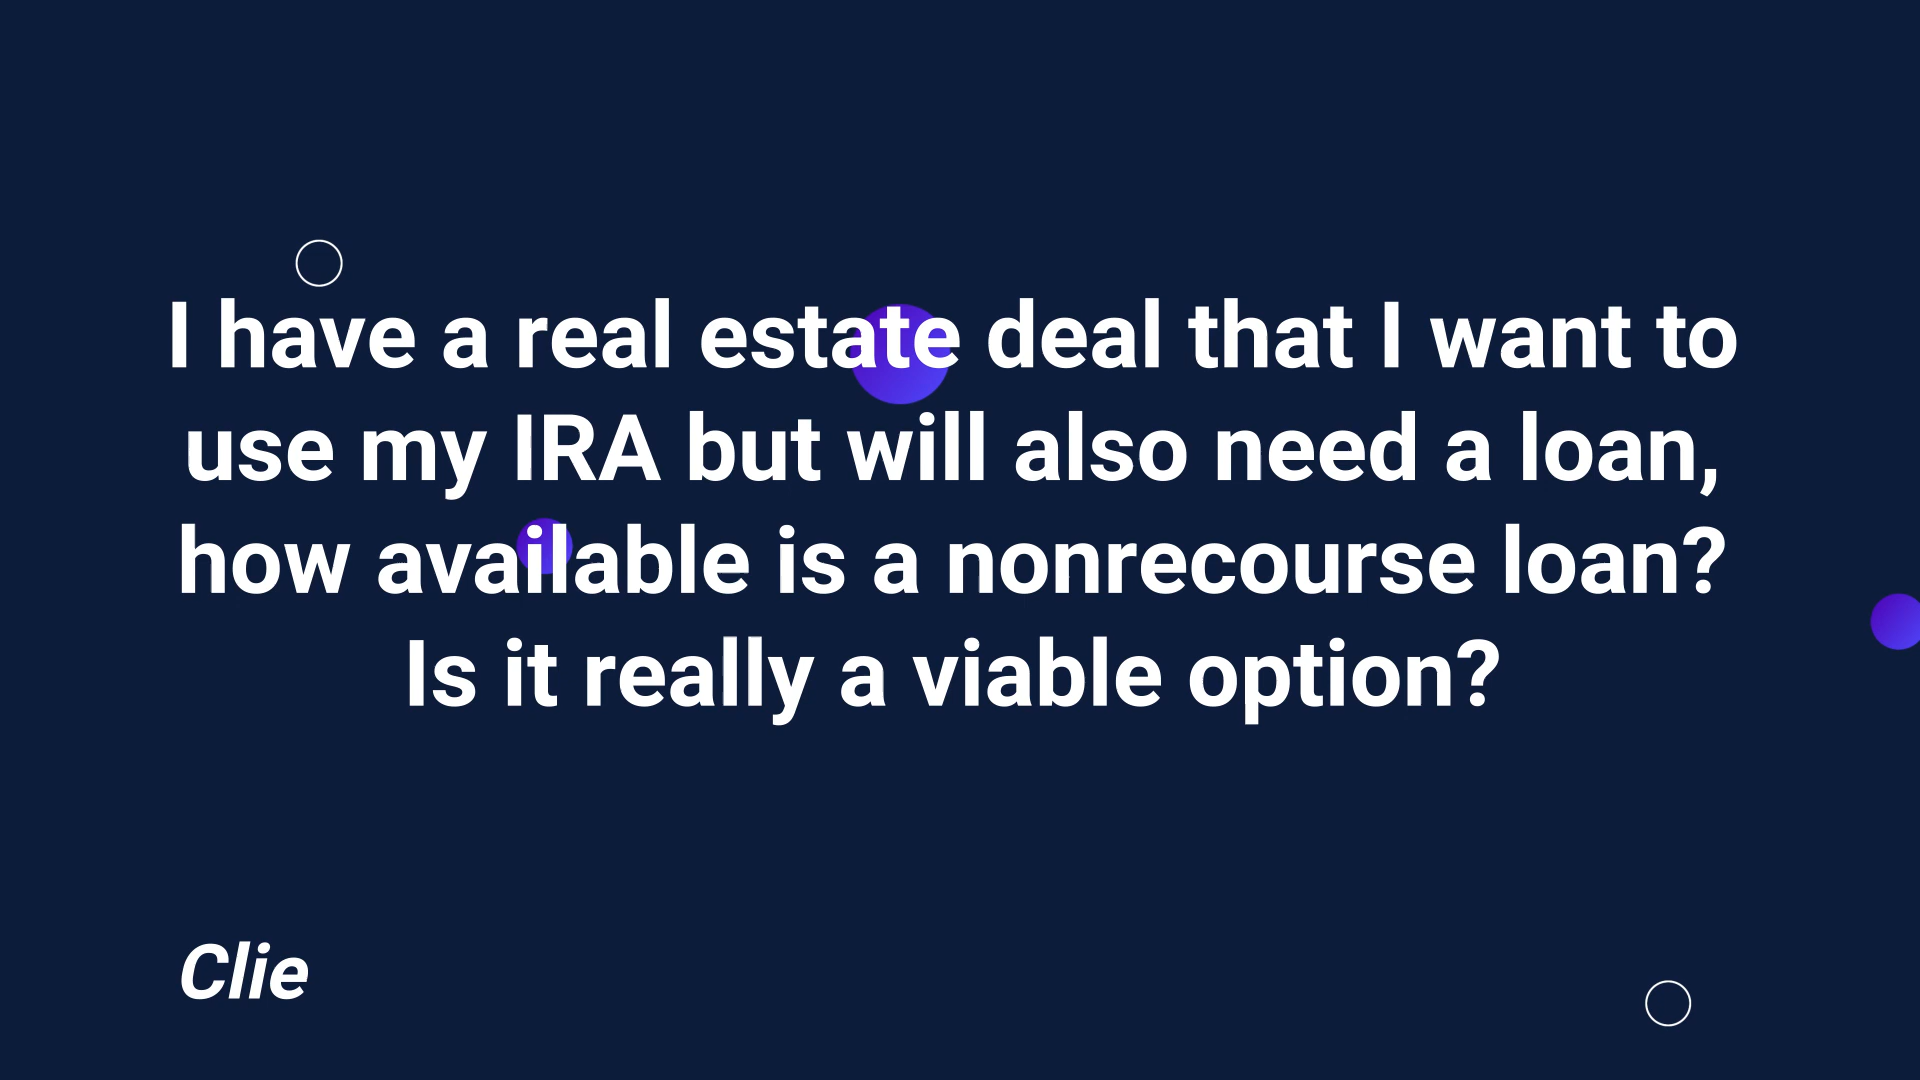 I have a real estate deal that I want to
use my IRA but will also need a loan,
how available is a nonrecourse loan?
Is it really a viable option?
Clie